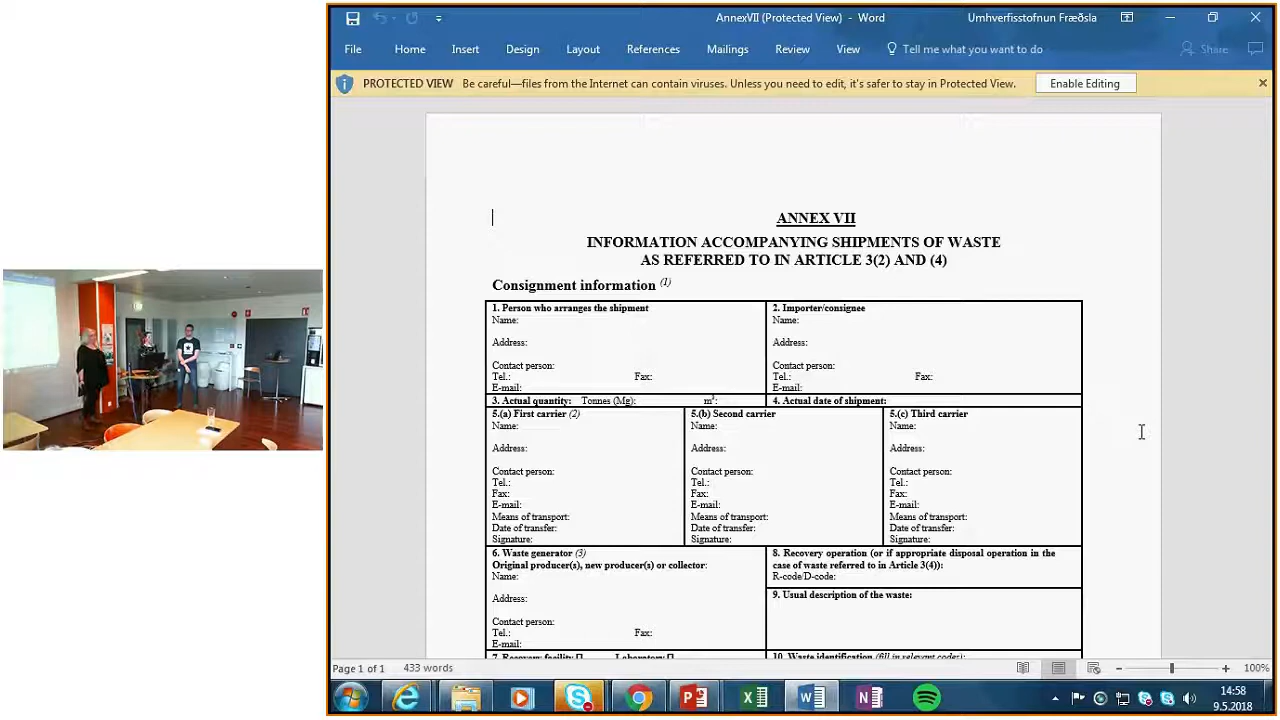 AnnexVII (Protected View) - Word
Umhverfisstofnun Fræðsla
File Home Insert Design Layout References Mailings Review View Tell me what you want to do Share
PROTECTED VIEW Be careful—files from the Internet can contain viruses. Unless you need to edit, it's safer to stay in Protected View. Enable Editing
ANNEX VII
INFORMATION ACCOMPANYING SHIPMENTS OF WASTE
AS REFERRED TO IN ARTICLE 3(2) AND (4)
Consignment information (1)
1. Person who arranges the shipment
Name:
Address:
Contact person:
Tel.: Fax:
E-mail:
2. Importer/consignee
Name:
Address:
Contact person:
Tel.: Fax:
E-mail:
3. Actual quantity: Tonnes (Mg): m³:
4. Actual date of shipment:
5.(a) First carrier (2)
Name:
Address:
Contact person:
Tel.:
Fax:
E-mail:
Means of transport:
Date of transfer:
Signature:
5.(b) Second carrier
Name:
Address:
Contact person:
Tel.:
Fax:
E-mail:
Means of transport:
Date of transfer:
Signature:
5.(c) Third carrier
Name:
Address:
Contact person:
Tel.:
Fax:
E-mail:
Means of transport:
Date of transfer:
Signature:
6. Waste generator (3)
Original producer(s), new producer(s) or collector:
Name:
Address:
Contact person:
Tel.: Fax:
E-mail:
8. Recovery operation (or if appropriate disposal operation in the
case of waste referred to in Article 3(4)):
R-code/D-code:
9. Usual description of the waste:
7. Recovery facility Laboratory
10. Waste identification (fill in relevant codes):
Page 1 of 1 433 words
100%
14:58
9.5.2018